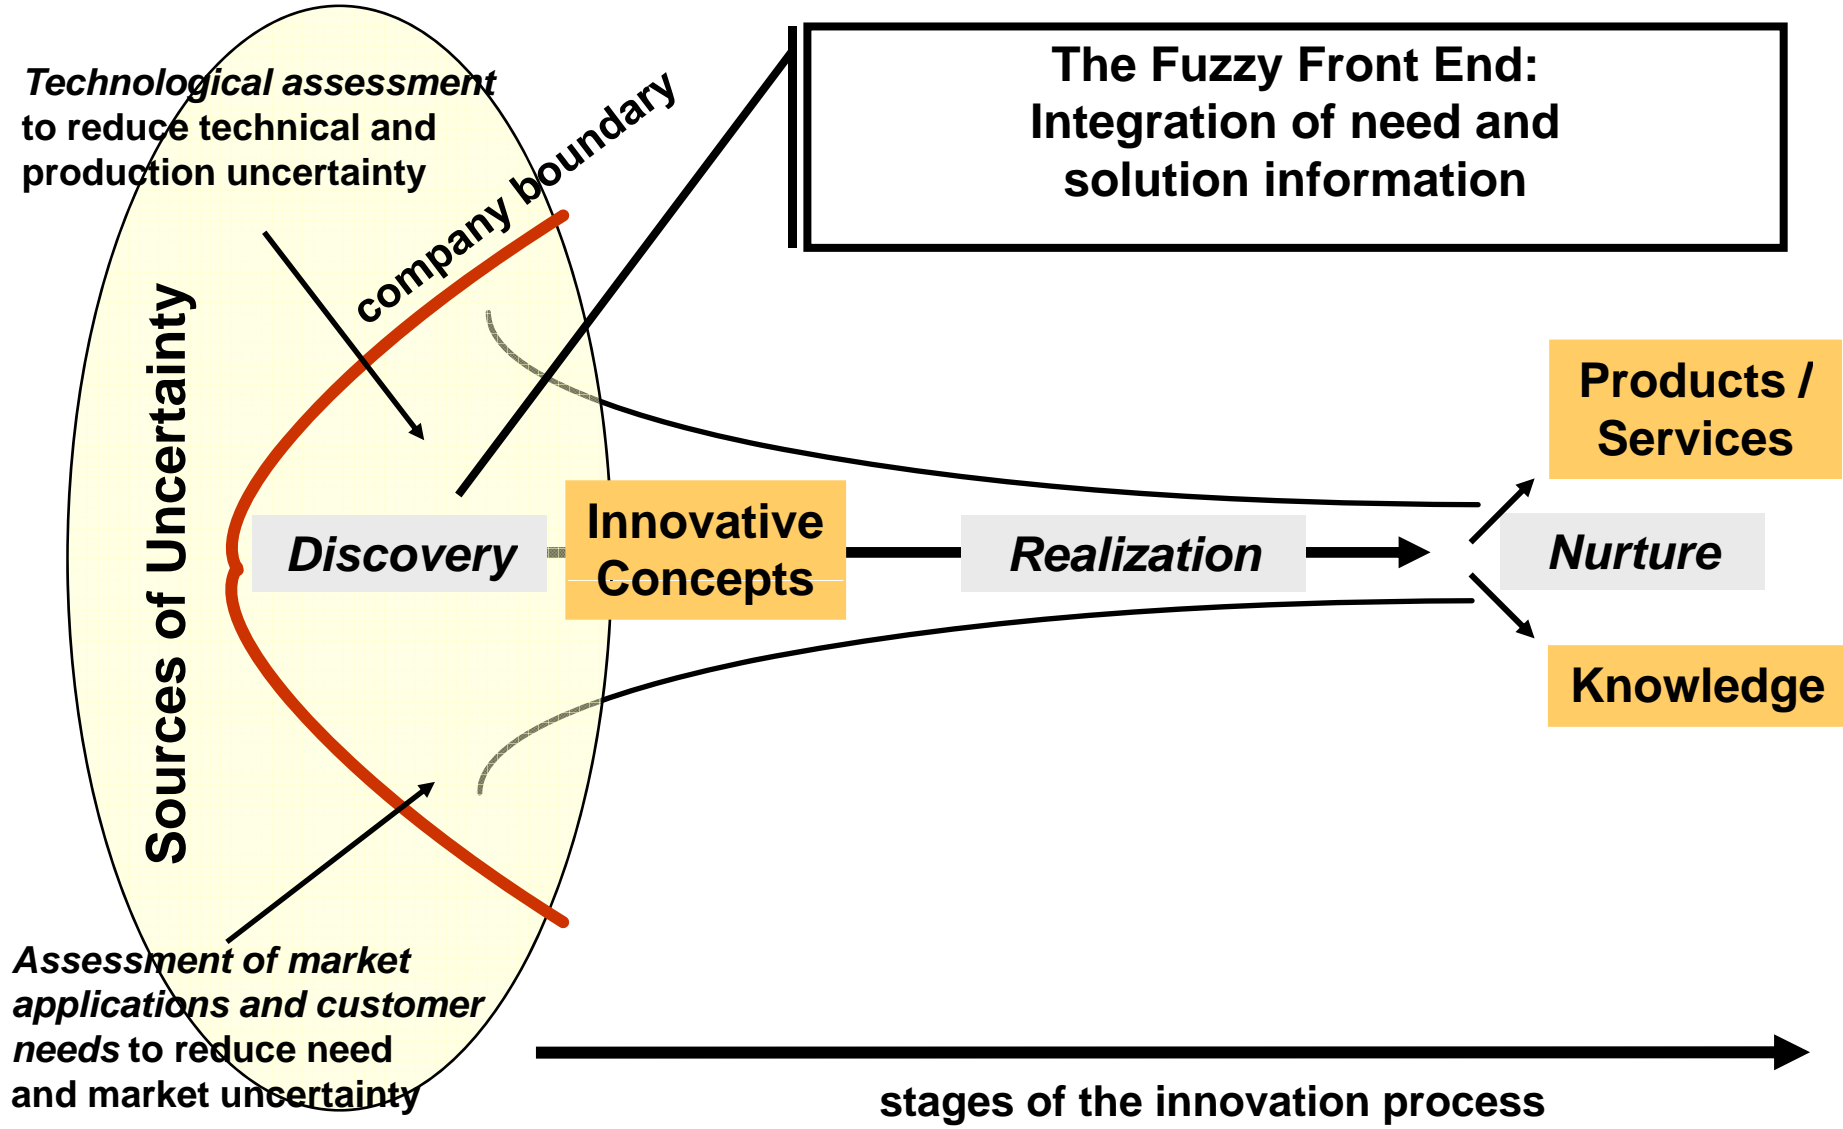 Technological assessment
to reduce technical and
production uncertainty
company boundary
The Fuzzy Front End:
Integration of need and
solution information
Sources of Uncertainty
Discovery
Innovative
Concepts
Realization
Products /
Services
Nurture
Knowledge
Assessment of market
applications and customer
needs to reduce need
and market uncertainty
stages of the innovation process